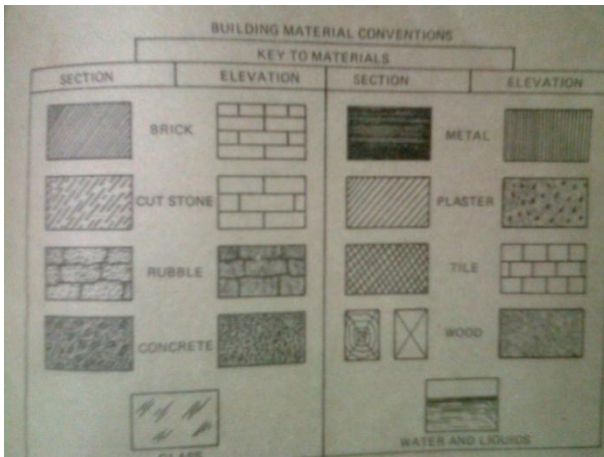 BUILDING MATERIAL CONVENTIONS
KEY TO MATERIALS
SECTION ELEVATION SECTION ELEVATION
BRICK METAL
CUT STONE PLASTER
RUBBLE TILE
CONCRETE WOOD
GLASS WATER AND LIQUIDS